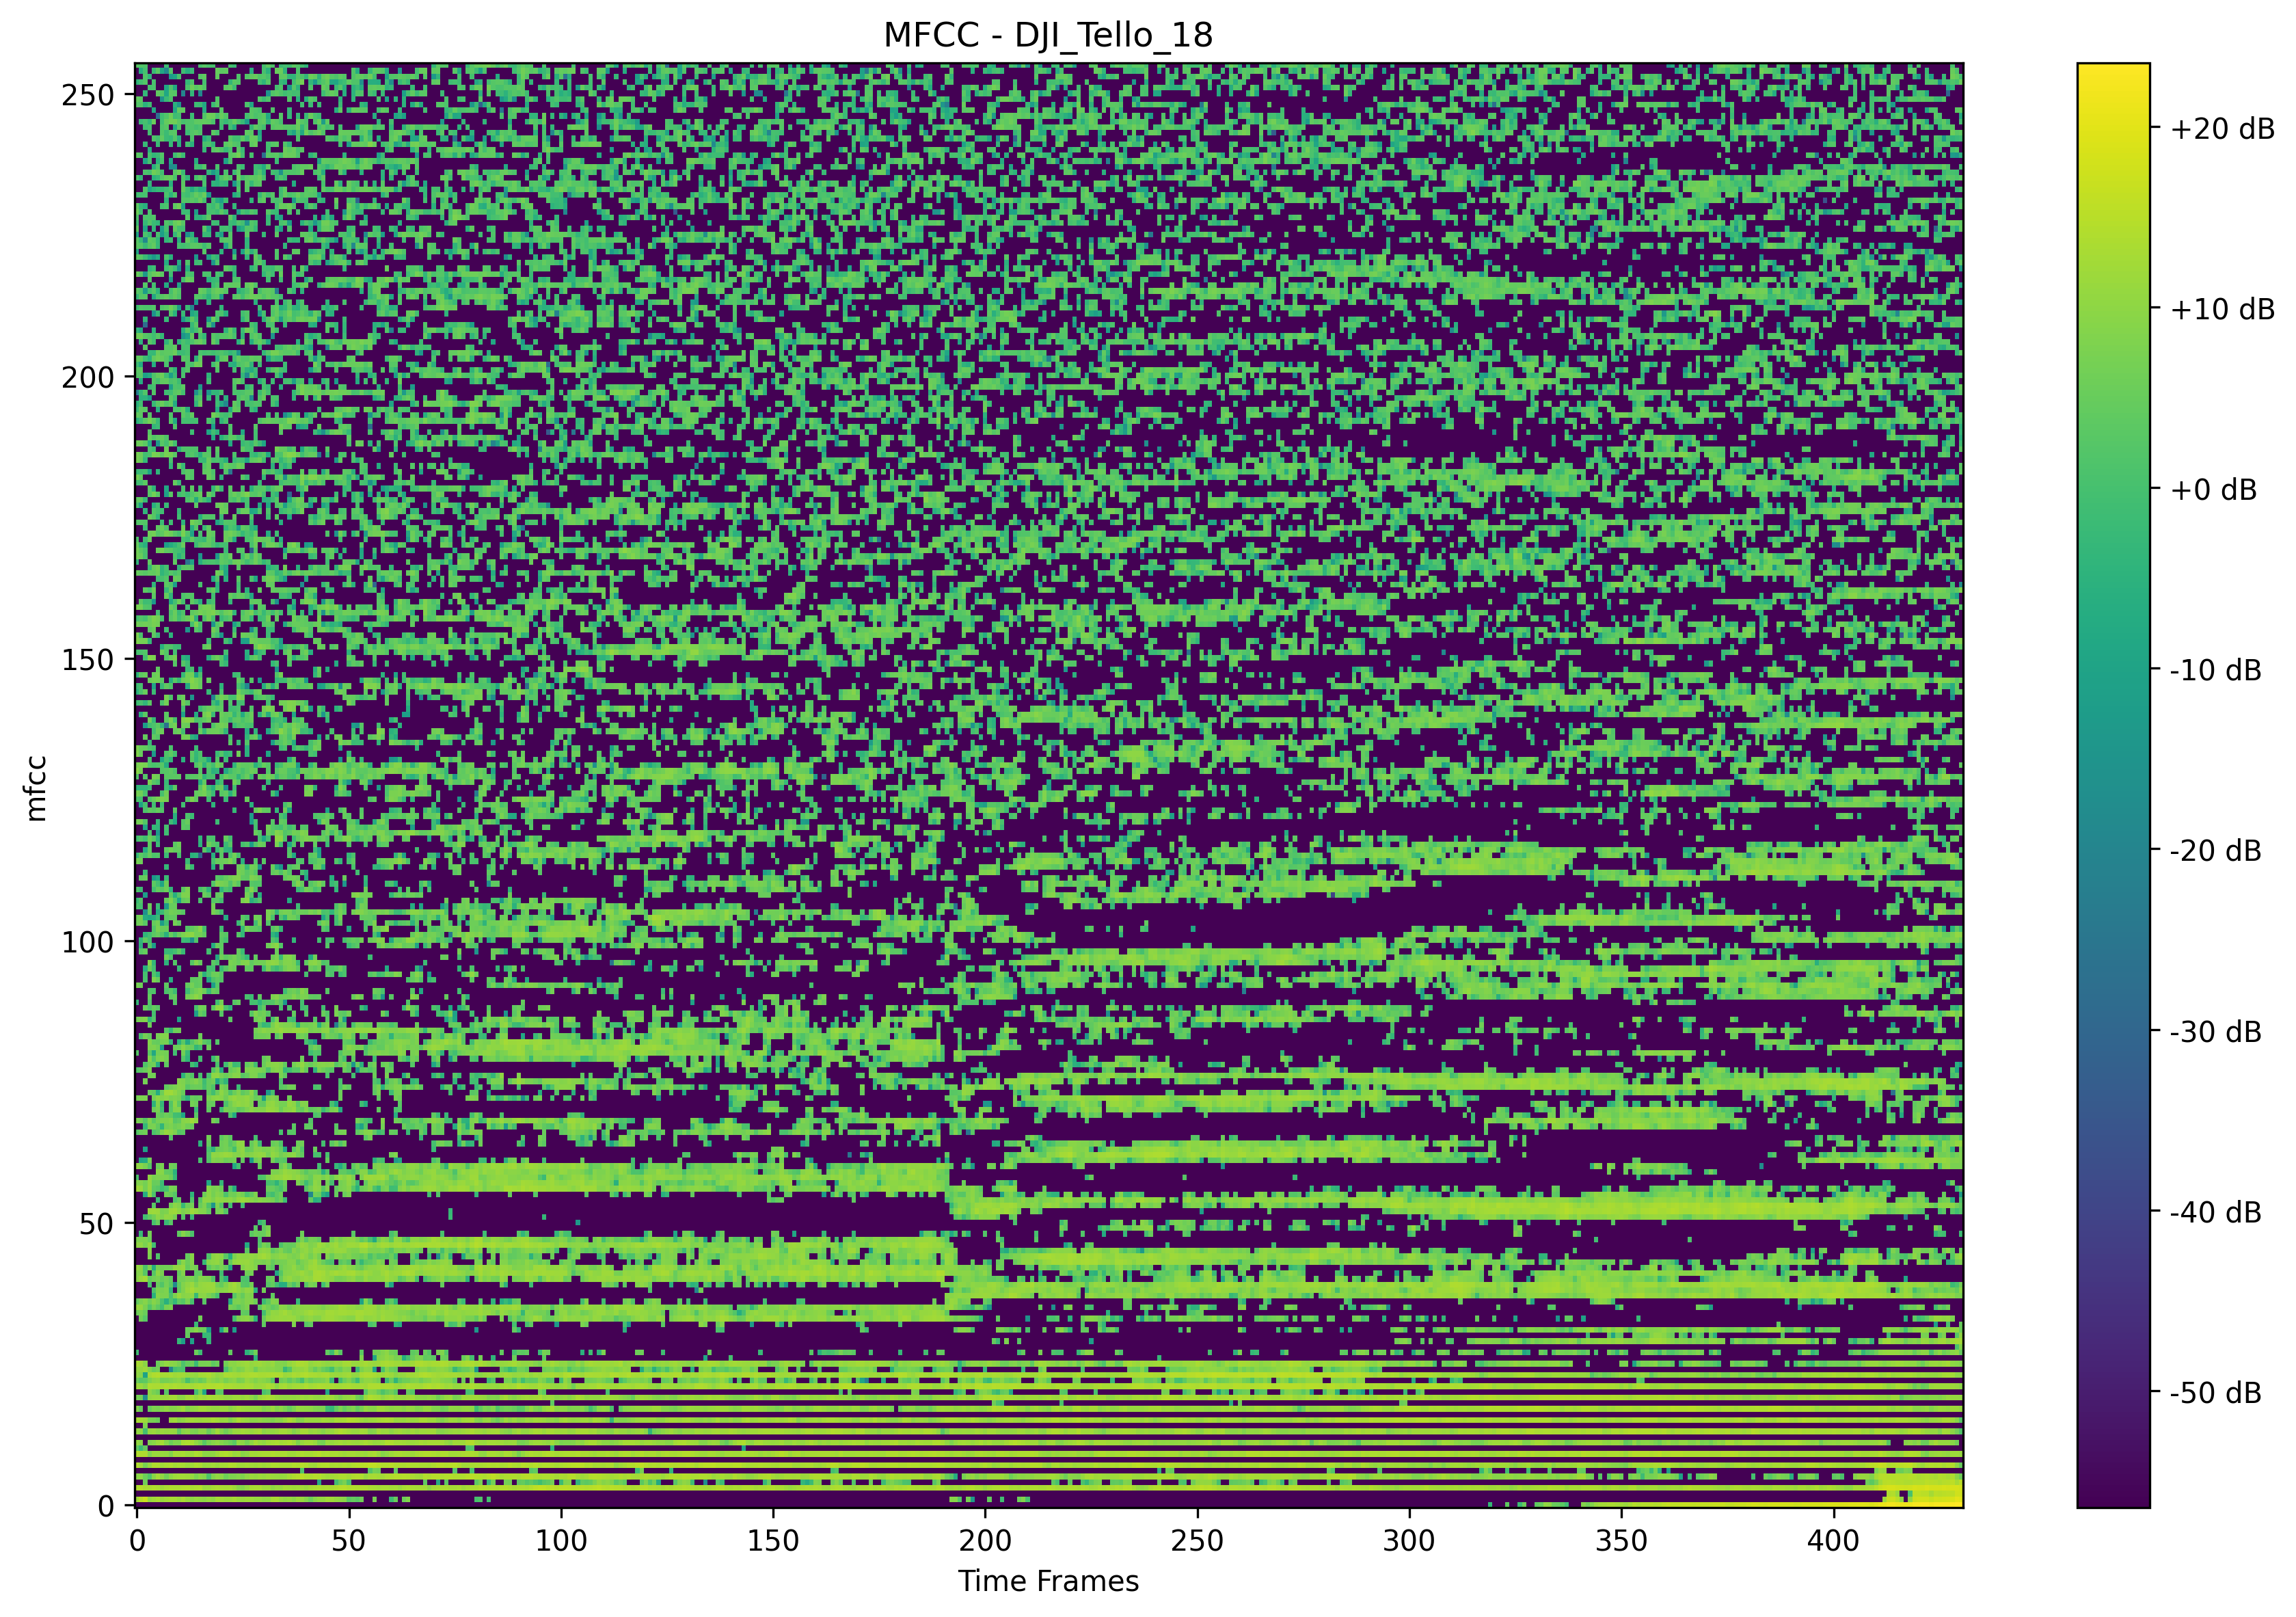 MFCC - DJI_Tello_18
250
200
150
100
50
0
mfcc
0 50 100 150 200 250 300 350 400
Time Frames
+20 dB
+10 dB
+0 dB
-10 dB
-20 dB
-30 dB
-40 dB
-50 dB